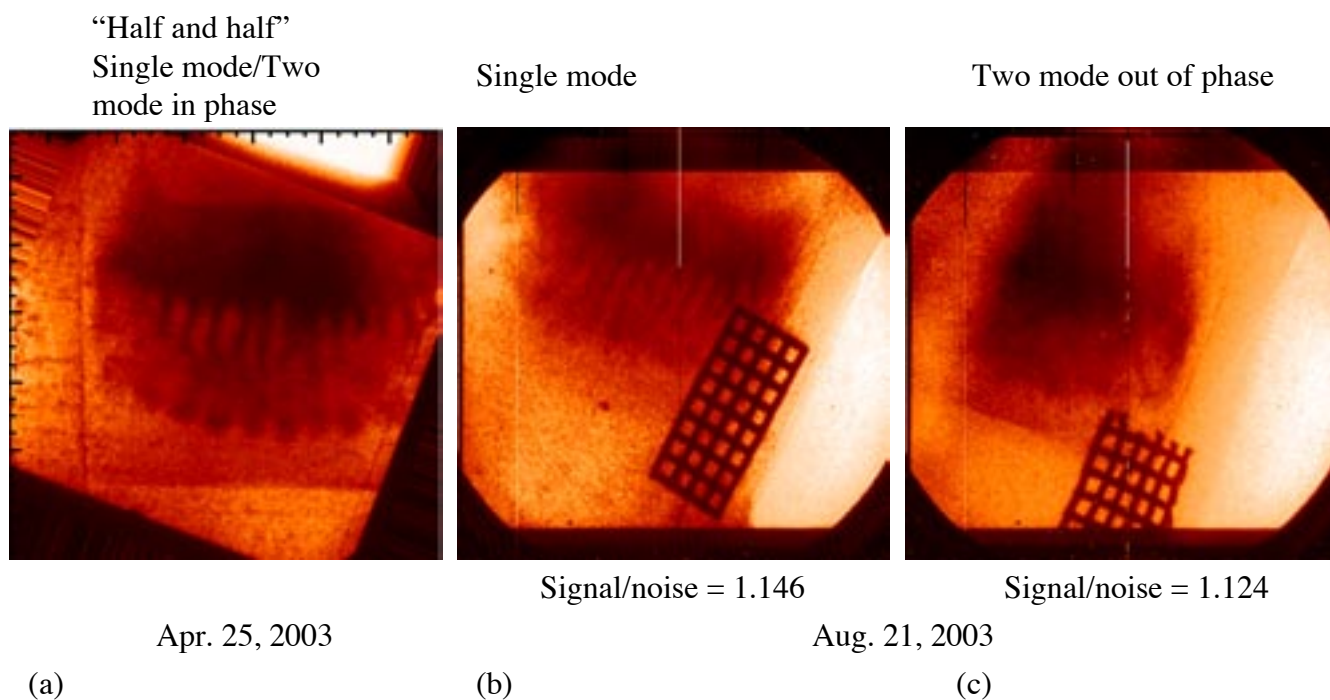 “Half and half”
Single mode/Two
mode in phase
Single mode
Two mode out of phase
Signal/noise = 1.146
Signal/noise = 1.124
Apr. 25, 2003
Aug. 21, 2003
(a)
(b)
(c)